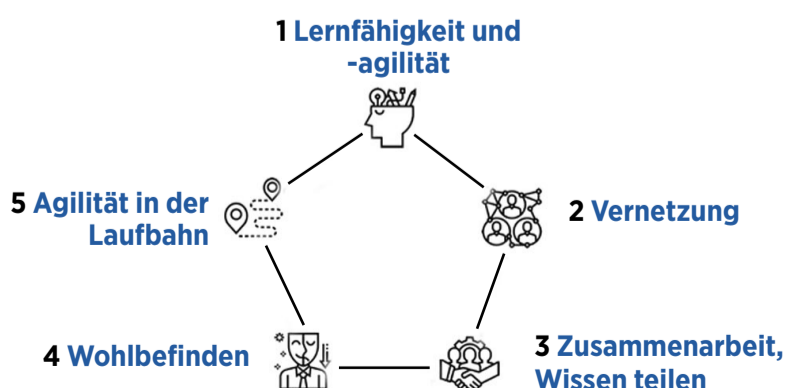 1 Lernfähigkeit und
-agilität
5 Agilität in der
Laufbahn
2 Vernetzung
4 Wohlbefinden
3 Zusammenarbeit,
Wissen teilen